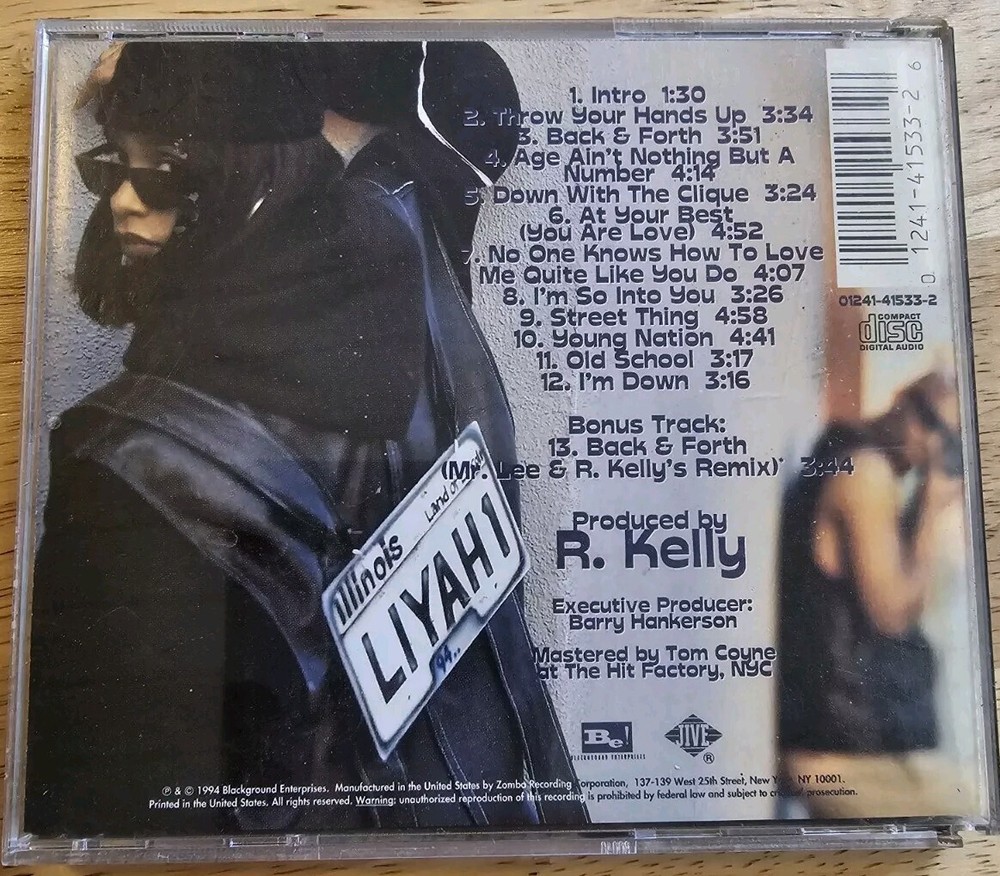 1. Intro 1:30
2. Throw Your Hands Up 3:34
3. Back & Forth 3:51
4. Age Ain't Nothing But A
Number 4:14
5. Down With The Clique 3:24
6. At Your Best
(You Are Love) 4:52
7. No One Knows How To Love
Me Quite Like You Do 4:07
8. I'm So Into You 3:26
9. Street Thing 4:58
10. Young Nation 4:41
11. Old School 3:17
12. I'm Down 3:16
Bonus Track:
13. Back & Forth
(Mr. Lee & R. Kelly's Remix)* 3:44
Produced by
R. Kelly
Executive Producer:
Barry Hankerson
Mastered by Tom Coyne
at The Hit Factory, NYC
0 1241-41533-2 6
01241-41533-2
COMPACT
disc
DIGITAL AUDIO
Illinois
Land of
LIYAH 1
94
Be!
BLACKGROUND ENTERPRISES
JIVE
®
℗ & © 1994 Blackground Enterprises. Manufactured in the United States by Zomba Recording Corporation, 137-139 West 25th Street, New York, NY 10001.
Printed in the United States. All rights reserved. Warning: unauthorized reproduction of this recording is prohibited by federal law and subject to criminal prosecution.